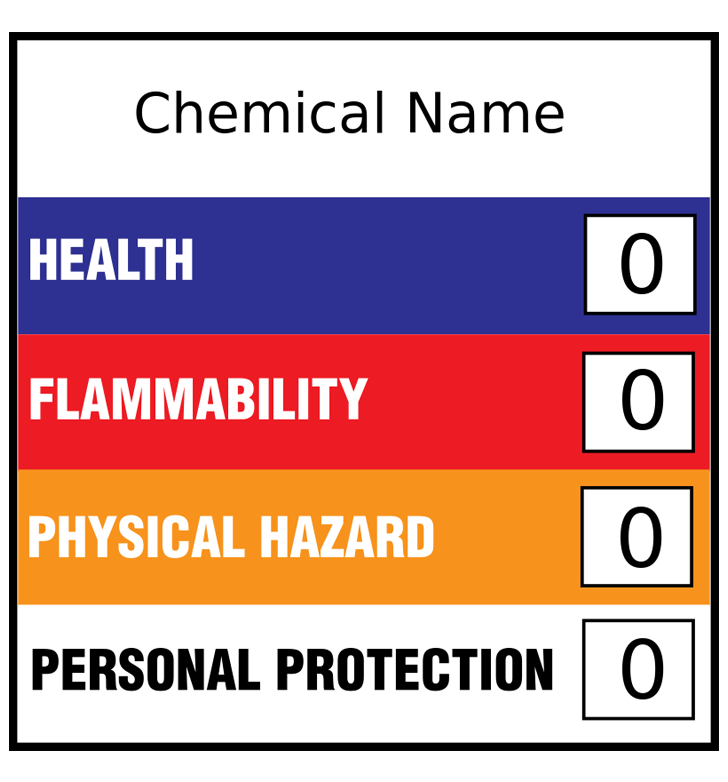 Chemical Name
HEALTH 0
FLAMMABILITY 0
PHYSICAL HAZARD 0
PERSONAL PROTECTION 0